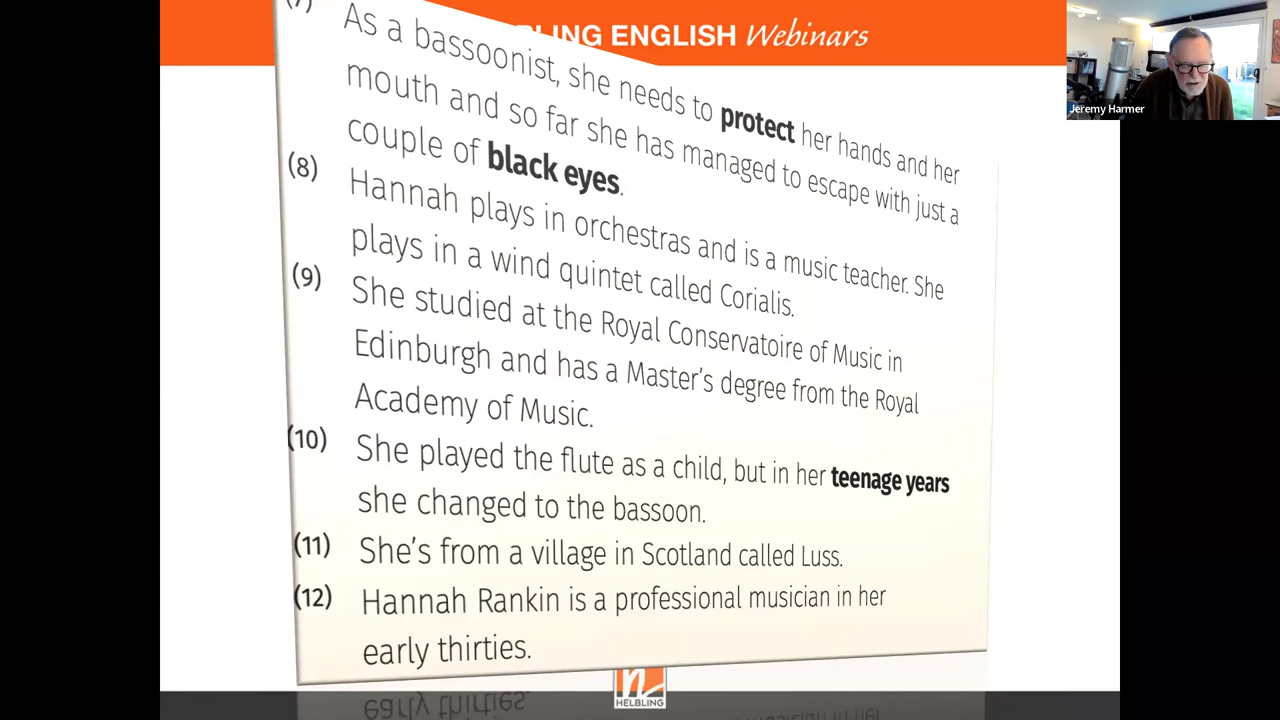 LING ENGLISH Webinars
Jeremy Harmer
(7) As a bassoonist, she needs to protect her hands and her
mouth and so far she has managed to escape with just a
couple of black eyes.
(8) Hannah plays in orchestras and is a music teacher. She
plays in a wind quintet called Corialis.
(9) She studied at the Royal Conservatoire of Music in
Edinburgh and has a Master's degree from the Royal
Academy of Music.
(10) She played the flute as a child, but in her teenage years
she changed to the bassoon.
(11) She's from a village in Scotland called Luss.
(12) Hannah Rankin is a professional musician in her
early thirties.
HELBLING
early thirties.